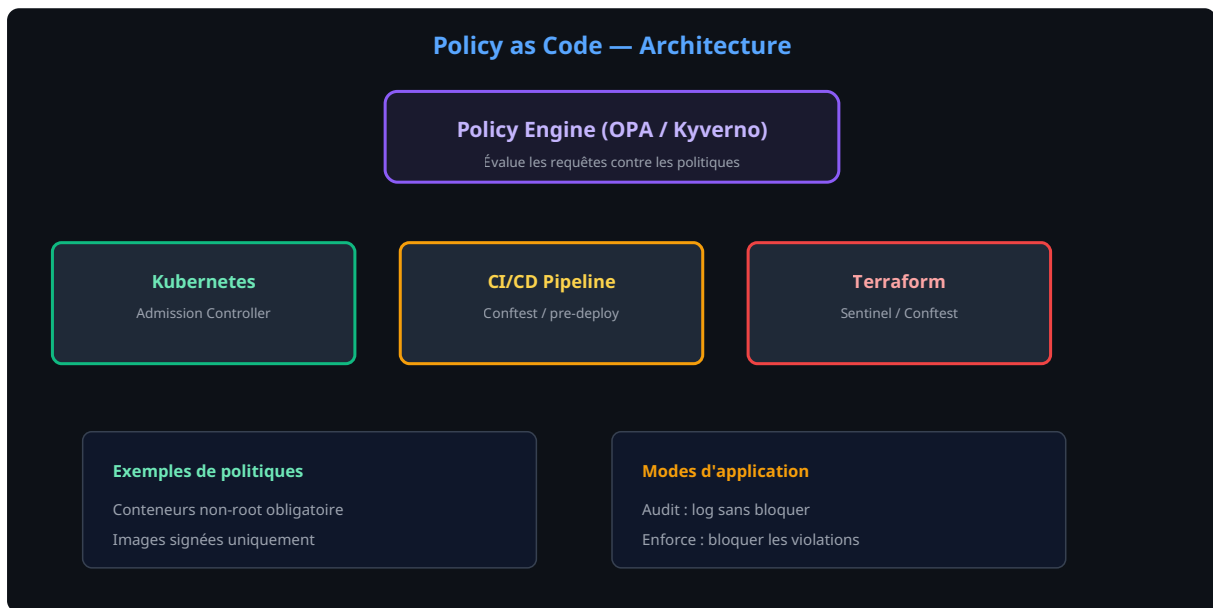 Policy as Code — Architecture
Policy Engine (OPA / Kyverno)
Évalue les requêtes contre les politiques
Kubernetes
Admission Controller
CI/CD Pipeline
Conftest / pre-deploy
Terraform
Sentinel / Conftest
Exemples de politiques
Conteneurs non-root obligatoire
Images signées uniquement
Modes d'application
Audit : log sans bloquer
Enforce : bloquer les violations